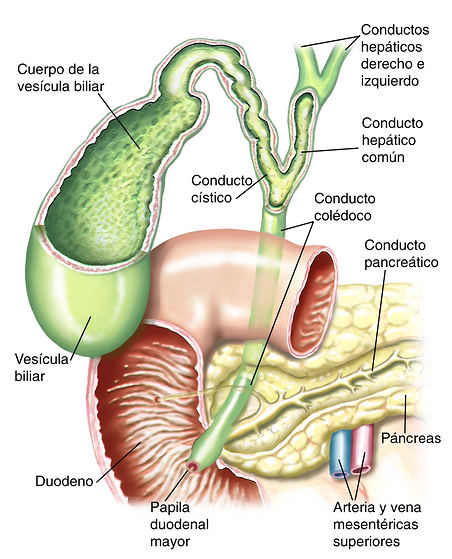 Conductos
hepáticos
derecho e
izquierdo
Cuerpo de la
vesícula biliar
Conducto
hepático
común
Conducto
cístico
Conducto
colédoco
Conducto
pancreático
Vesícula
biliar
Páncreas
Duodeno
Papila
duodenal
mayor
Arteria y vena
mesentéricas
superiores